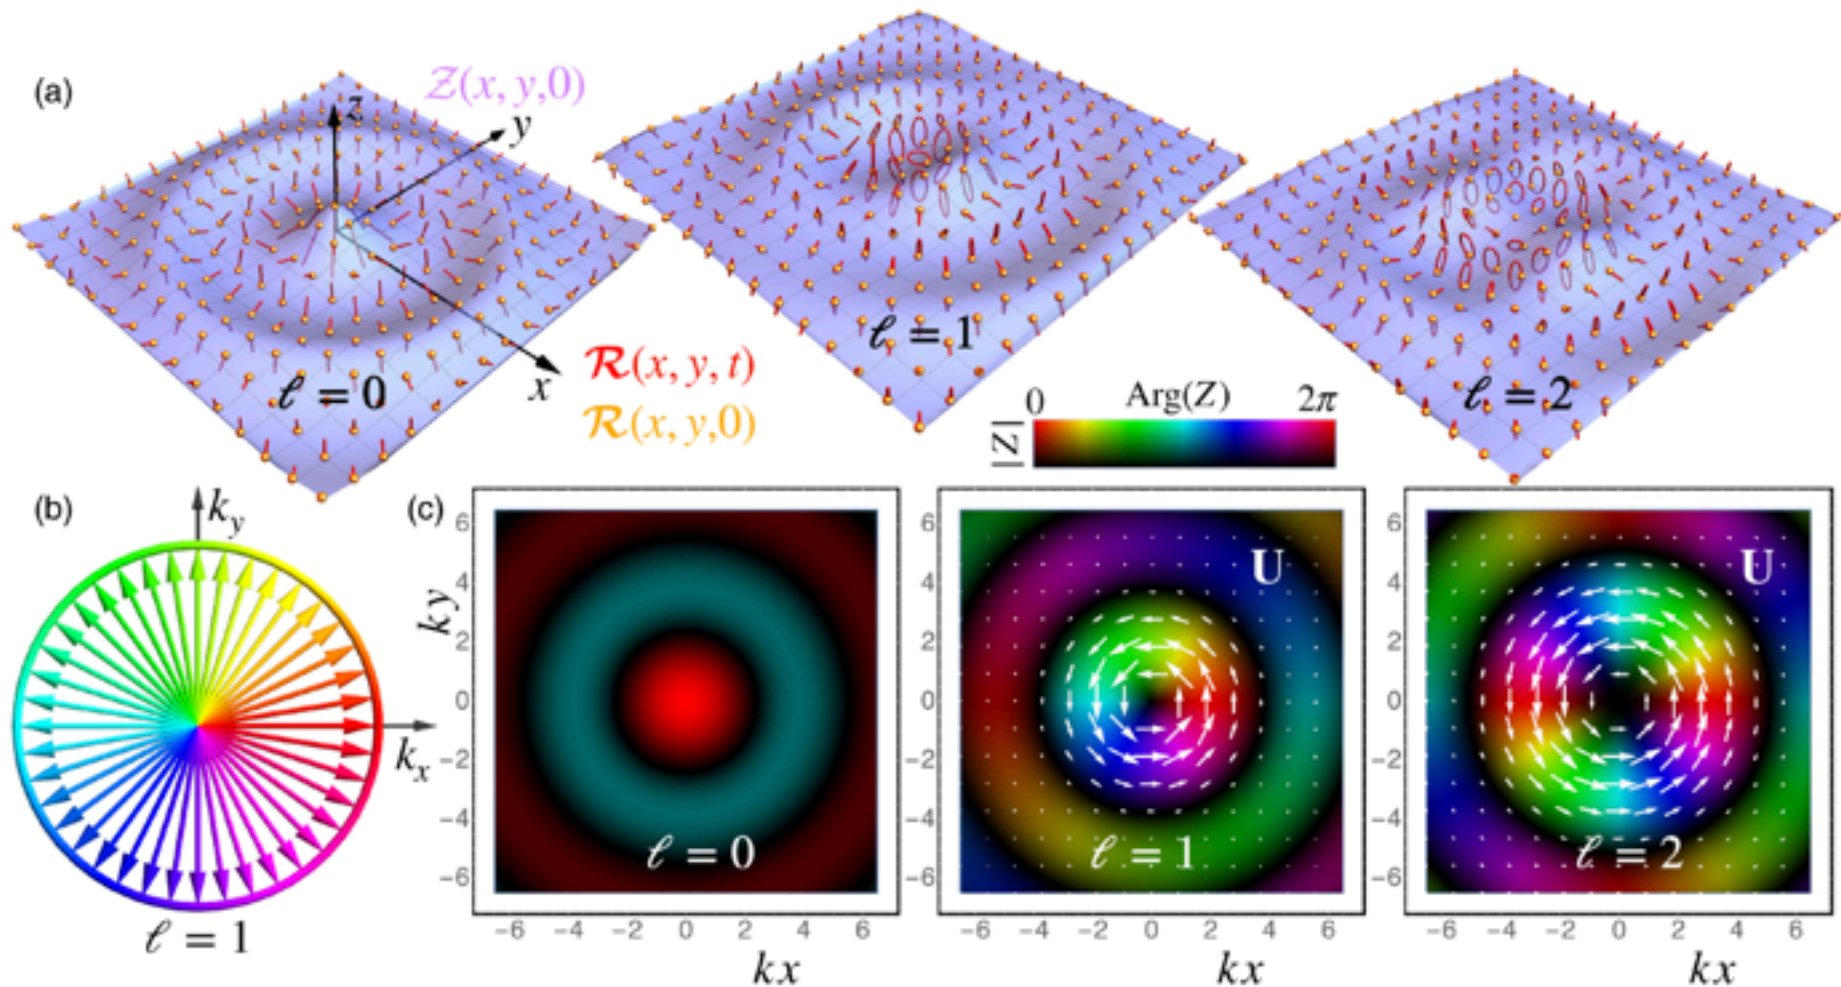 (a)
z
𝒵(x, y,0)
y
x
ℓ = 0
ℛ(x, y, t)
ℛ(x, y,0)
ℓ = 1
ℓ = 2
0
Arg(Z)
2π
|Z|
(b)
k_y
k_x
ℓ = 1
(c)
ky
6
4
2
0
−2
−4
−6
ℓ = 0
−6 −4 −2 0 2 4 6
kx
6
4
2
0
−2
−4
−6
U
ℓ = 1
−6 −4 −2 0 2 4 6
kx
6
4
2
0
−2
−4
−6
U
ℓ = 2
−6 −4 −2 0 2 4 6
kx